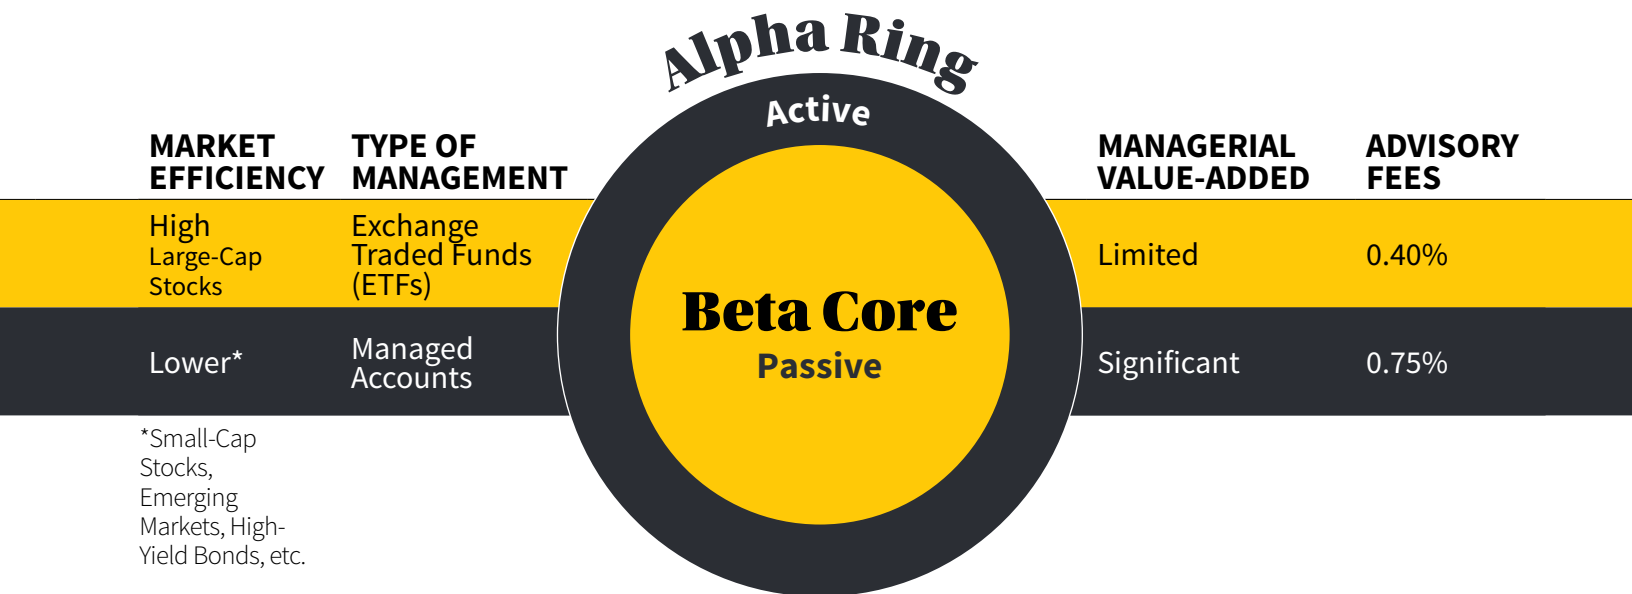 Alpha Ring
Active
MARKET
EFFICIENCY
TYPE OF
MANAGEMENT
MANAGERIAL
VALUE-ADDED
ADVISORY
FEES
High
Large-Cap
Stocks
Exchange
Traded Funds
(ETFs)
Limited
0.40%
Beta Core
Passive
Lower*
Managed
Accounts
Significant
0.75%
*Small-Cap
Stocks,
Emerging
Markets, High-
Yield Bonds, etc.